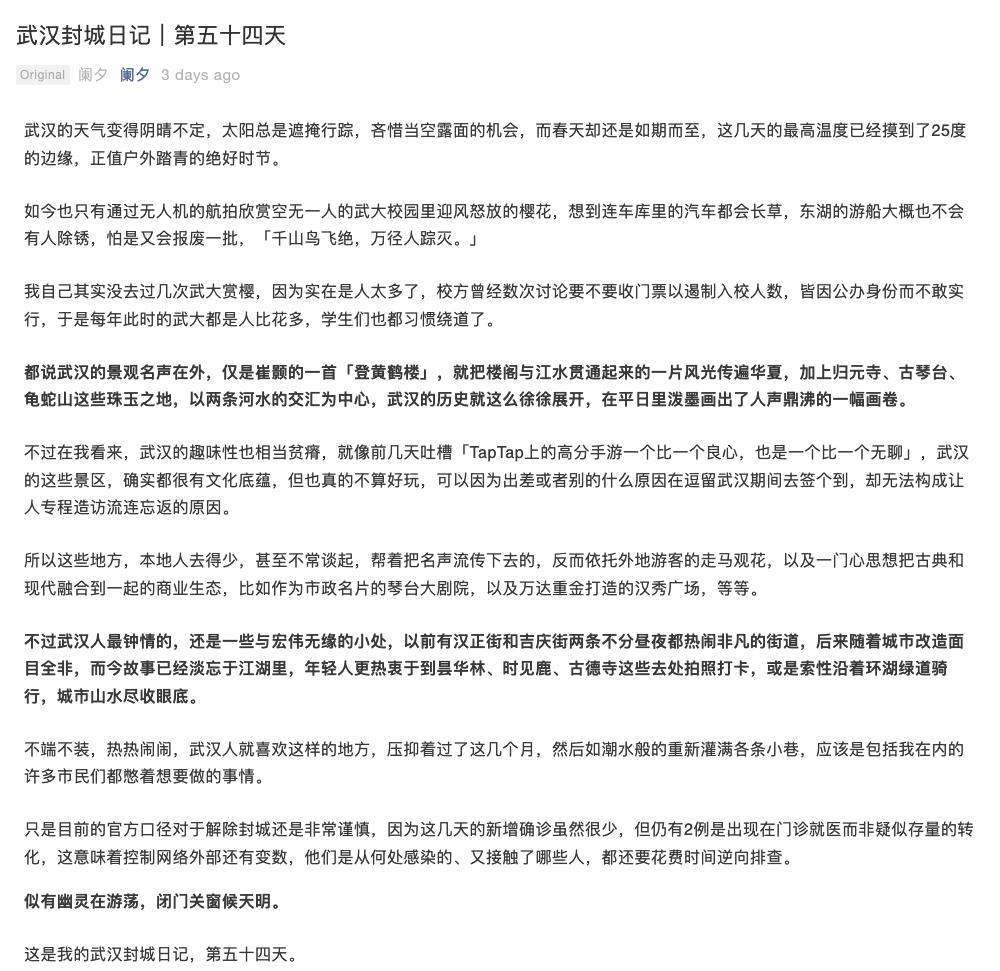 武汉封城日记｜第五十四天
Original 阑夕 阑夕 3 days ago
武汉的天气变得阴晴不定，太阳总是遮掩行踪，吝惜当空露面的机会，而春天却还是如期而至，这几天的最高温度已经摸到了25度
的边缘，正值户外踏青的绝好时节。
如今也只有通过无人机的航拍欣赏空无一人的武大校园里迎风怒放的樱花，想到连车库里的汽车都会长草，东湖的游船大概也不会
有人除锈，怕是又会报废一批，「千山鸟飞绝，万径人踪灭。」
我自己其实没去过几次武大赏樱，因为实在是人太多了，校方曾经数次讨论要不要收门票以遏制入校人数，皆因公办身份而不敢实
行，于是每年此时的武大都是人比花多，学生们也都习惯绕道了。
都说武汉的景观名声在外，仅是崔颢的一首「登黄鹤楼」，就把楼阁与江水贯通起来的一片风光传遍华夏，加上归元寺、古琴台、
龟蛇山这些珠玉之地，以两条河水的交汇为中心，武汉的历史就这么徐徐展开，在平日里泼墨画出了人声鼎沸的一幅画卷。
不过在我看来，武汉的趣味性也相当贫瘠，就像前几天吐槽「TapTap上的高分手游一个比一个良心，也是一个比一个无聊」，武汉
的这些景区，确实都很有文化底蕴，但也真的不算好玩，可以因为出差或者别的什么原因在逗留武汉期间去签个到，却无法构成让
人专程造访流连忘返的原因。
所以这些地方，本地人去得少，甚至不常谈起，帮着把名声流传下去的，反而依托外地游客的走马观花，以及一门心思想把古典和
现代融合到一起的商业生态，比如作为市政名片的琴台大剧院，以及万达重金打造的汉秀广场，等等。
不过武汉人最钟情的，还是一些与宏伟无缘的小处，以前有汉正街和吉庆街两条不分昼夜都热闹非凡的街道，后来随着城市改造面
目全非，而今故事已经淡忘于江湖里，年轻人更热衷于到昙华林、时见鹿、古德寺这些去处拍照打卡，或是索性沿着环湖绿道骑
行，城市山水尽收眼底。
不端不装，热热闹闹，武汉人就喜欢这样的地方，压抑着过了这几个月，然后如潮水般的重新灌满各条小巷，应该是包括我在内的
许多市民们都憋着想要做的事情。
只是目前的官方口径对于解除封城还是非常谨慎，因为这几天的新增确诊虽然很少，但仍有2例是出现在门诊就医而非疑似存量的转
化，这意味着控制网络外部还有变数，他们是从何处感染的、又接触了哪些人，都还要花费时间逆向排查。
似有幽灵在游荡，闭门关窗候天明。
这是我的武汉封城日记，第五十四天。